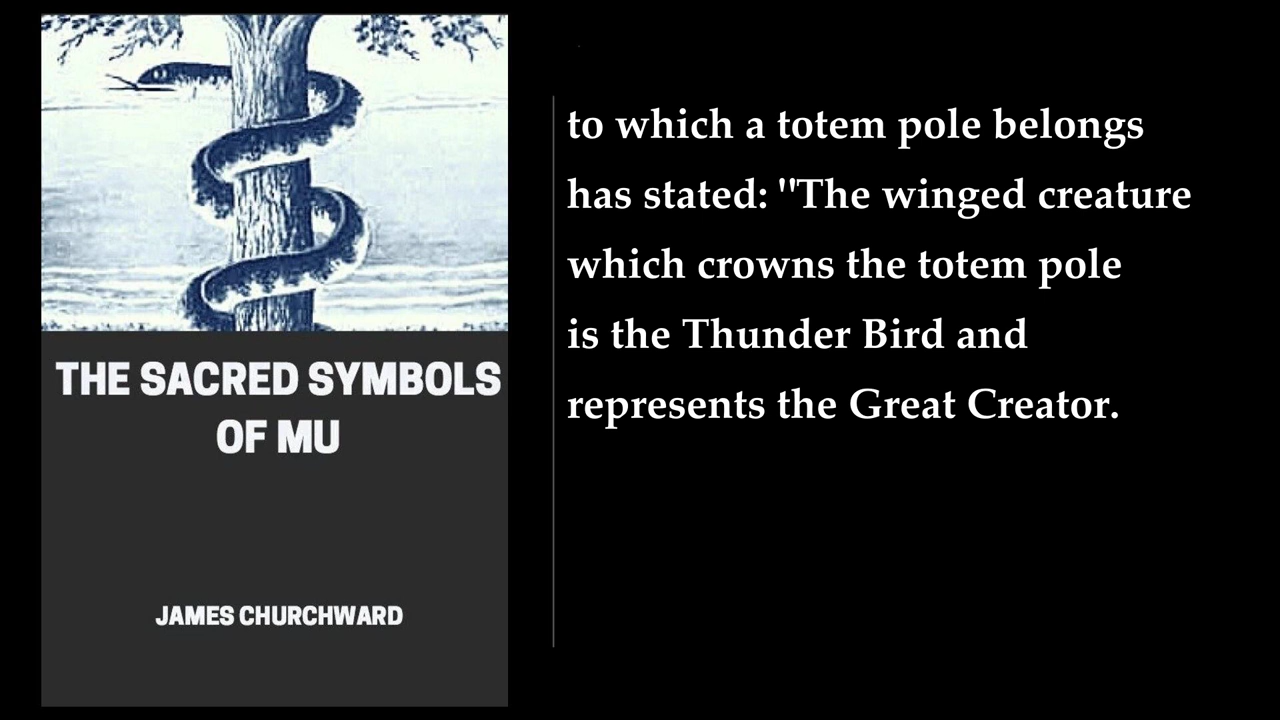 THE SACRED SYMBOLS
OF MU
JAMES CHURCHWARD
to which a totem pole belongs
has stated: "The winged creature
which crowns the totem pole
is the Thunder Bird and
represents the Great Creator.